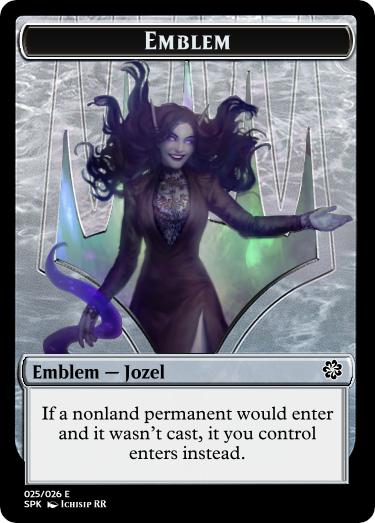 Emblem
Emblem — Jozel
If a nonland permanent would enter
and it wasn't cast, it you control
enters instead.
025/026 E
SPK Ichisip RR